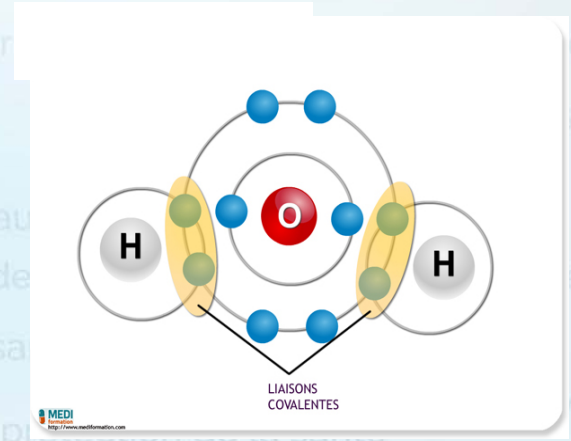 O
H
H
LIAISONS
COVALENTES
MEDI
formation
http://www.mediformation.com